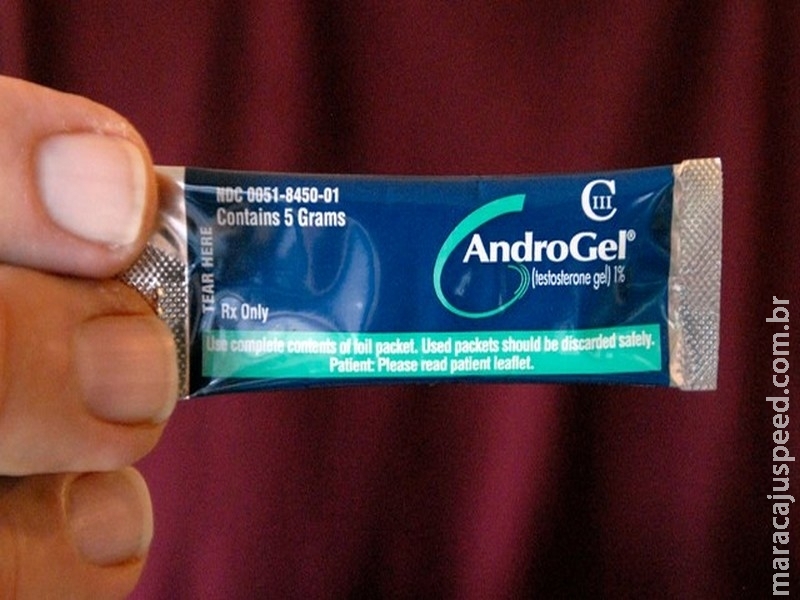 NDC 0051-8450-01
Contains 5 Grams
TEAR HERE
Rx Only
CIII
AndroGel®
(testosterone gel) 1%
Use complete contents of foil packet. Used packets should be discarded safely.
Patient: Please read patient leaflet.
maracajuspeed.com.br